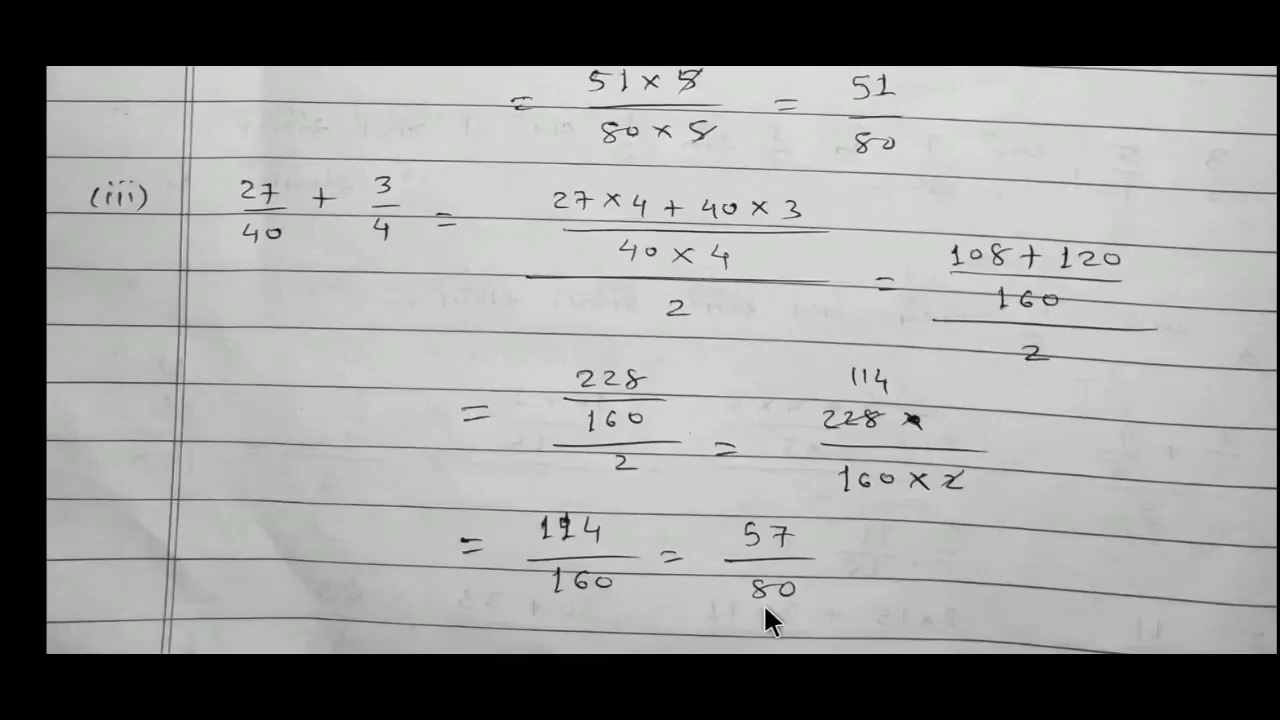 = 51 × 5 / 80 × 5 = 51 / 80
(iii) 27/40 + 3/4 = (27 × 4 + 40 × 3 / 40 × 4) / 2 = (108 + 120 / 160) / 2
= (228 / 160) / 2 = 114 228 × / 160 × 2
= 114 / 160 = 57 / 80